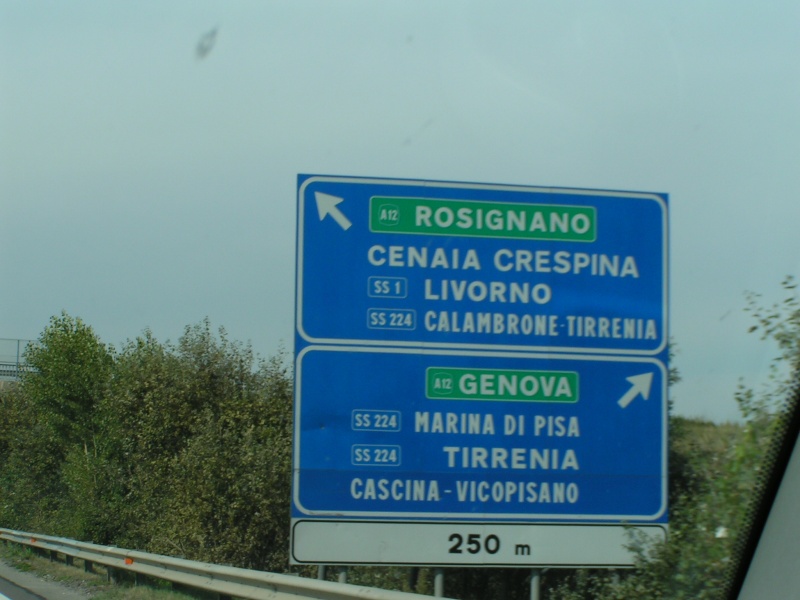 A12 ROSIGNANO
CENAIA CRESPINA
SS 1 LIVORNO
SS 224 CALAMBRONE-TIRRENIA
A12 GENOVA
SS 224 MARINA DI PISA
SS 224 TIRRENIA
CASCINA-VICOPISANO
250 m